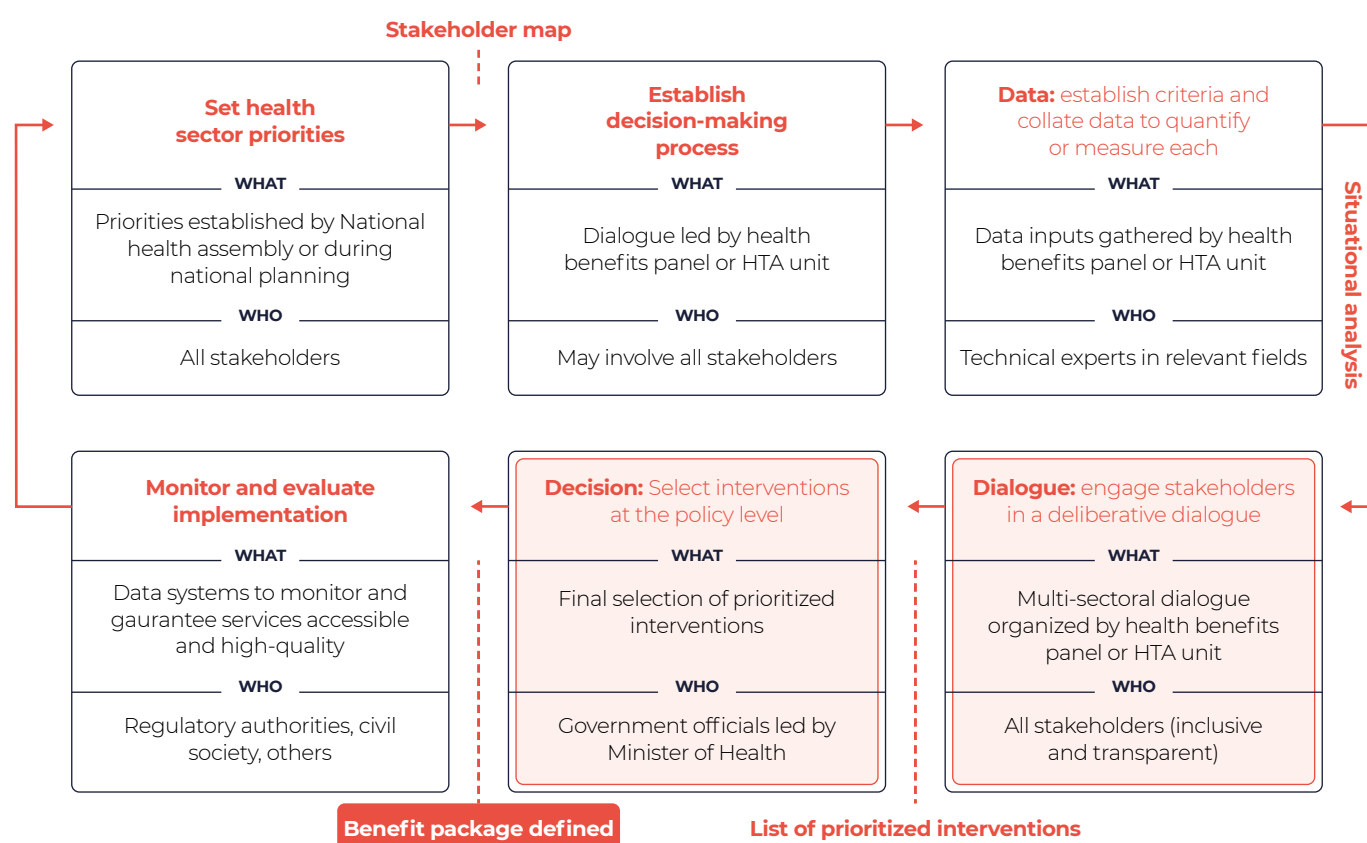 Stakeholder map
Set health
sector priorities
WHAT
Priorities established by National
health assembly or during
national planning
WHO
All stakeholders
Establish
decision-making
process
WHAT
Dialogue led by health
benefits panel or HTA unit
WHO
May involve all stakeholders
Data: establish criteria and
collate data to quantify
or measure each
WHAT
Data inputs gathered by health
benefits panel or HTA unit
WHO
Technical experts in relevant fields
Situational analysis
Dialogue: engage stakeholders
in a deliberative dialogue
WHAT
Multi-sectoral dialogue
organized by health benefits
panel or HTA unit
WHO
All stakeholders (inclusive
and transparent)
List of prioritized interventions
Decision: Select interventions
at the policy level
WHAT
Final selection of prioritized
interventions
WHO
Government officials led by
Minister of Health
Benefit package defined
Monitor and evaluate
implementation
WHAT
Data systems to monitor and
gaurantee services accessible
and high-quality
WHO
Regulatory authorities, civil
society, others